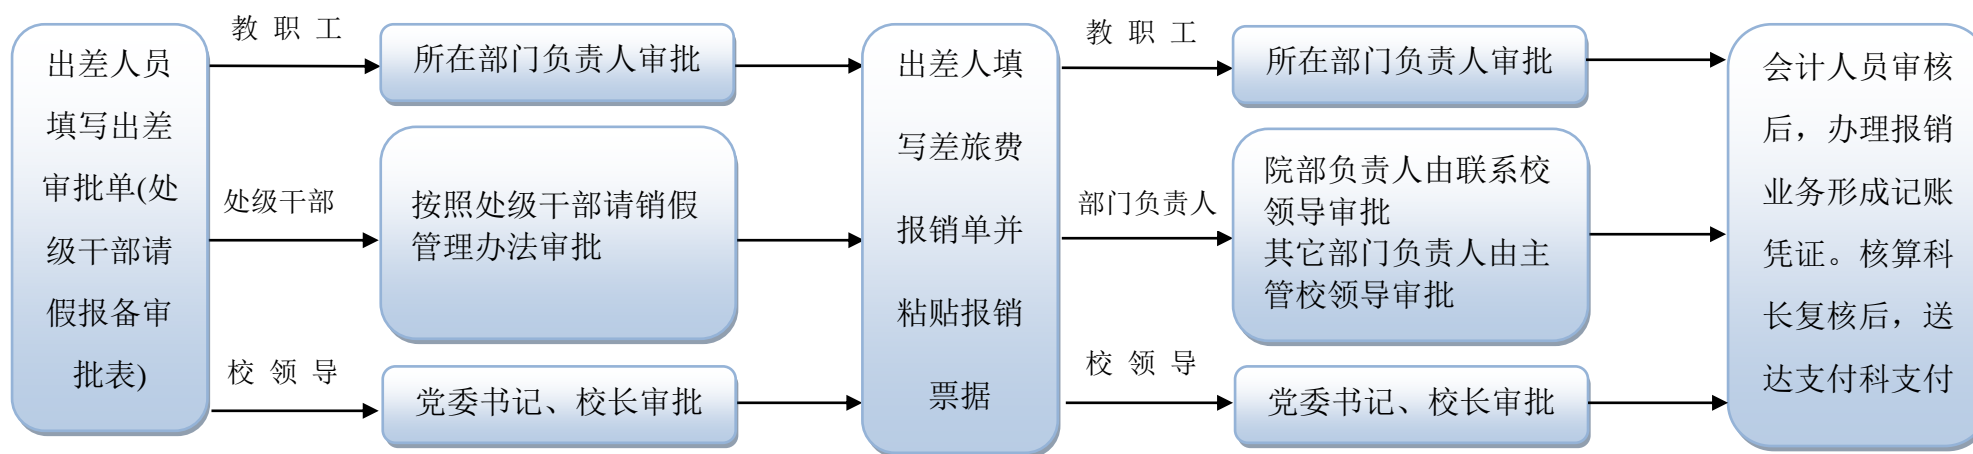 出差人员
填写出差
审批单(处
级干部请
假报备审
批表)
教 职 工
所在部门负责人审批
处级干部
按照处级干部请销假
管理办法审批
校 领 导
党委书记、校长审批
出差人填
写差旅费
报销单并
粘贴报销
票据
教 职 工
所在部门负责人审批
部门负责人
院部负责人由联系校
领导审批
其它部门负责人由主
管校领导审批
校 领 导
党委书记、校长审批
会计人员审核
后，办理报销
业务形成记账
凭证。核算科
长复核后，送
达支付科支付